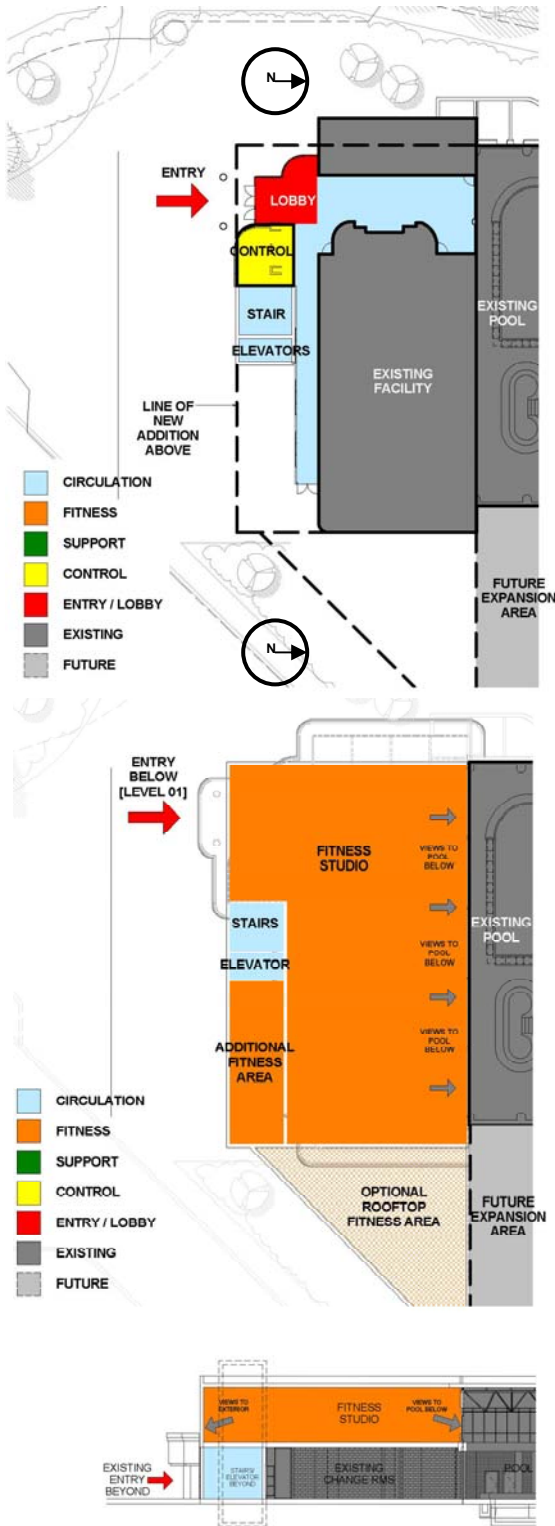 N
ENTRY
LOBBY
CONTROL
STAIR
ELEVATORS
EXISTING
POOL
EXISTING
FACILITY
LINE OF
NEW
ADDITION
ABOVE
CIRCULATION
FITNESS
SUPPORT
CONTROL
ENTRY / LOBBY
EXISTING
FUTURE
FUTURE
EXPANSION
AREA
N
ENTRY
BELOW
[LEVEL 01]
FITNESS
STUDIO
VIEWS TO
POOL
BELOW
STAIRS
ELEVATOR
EXISTING
POOL
VIEWS TO
POOL
BELOW
VIEWS TO
POOL
BELOW
ADDITIONAL
FITNESS
AREA
CIRCULATION
FITNESS
SUPPORT
CONTROL
ENTRY / LOBBY
EXISTING
FUTURE
OPTIONAL
ROOFTOP
FITNESS AREA
FUTURE
EXPANSION
AREA
VIEWS TO
EXTERIOR
FITNESS
STUDIO
VIEWS TO
POOL BELOW
EXISTING
ENTRY
BEYOND
STAIRS/
ELEVATOR
BEYOND
EXISTING
CHANGE RMS
POOL